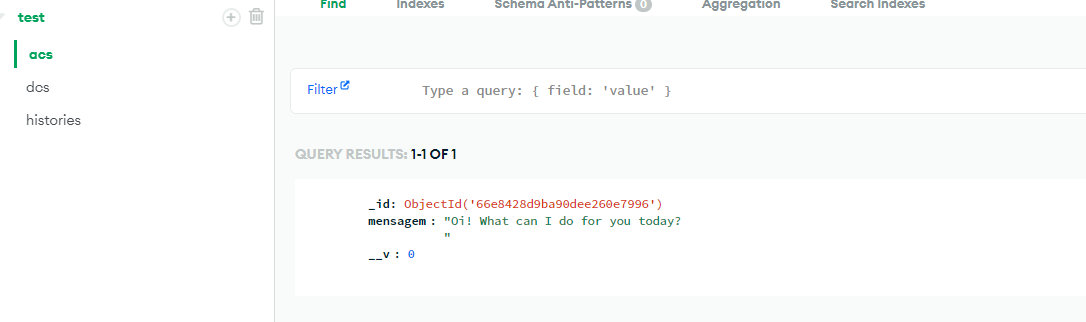 test
acs
dcs
histories
Find Indexes Schema Anti-Patterns 0 Aggregation Search Indexes
Filter Type a query: { field: 'value' }
QUERY RESULTS: 1-1 OF 1
_id: ObjectId('66e8428d9ba90dee260e7996')
mensagem : "Oi! What can I do for you today?
"
__v : 0